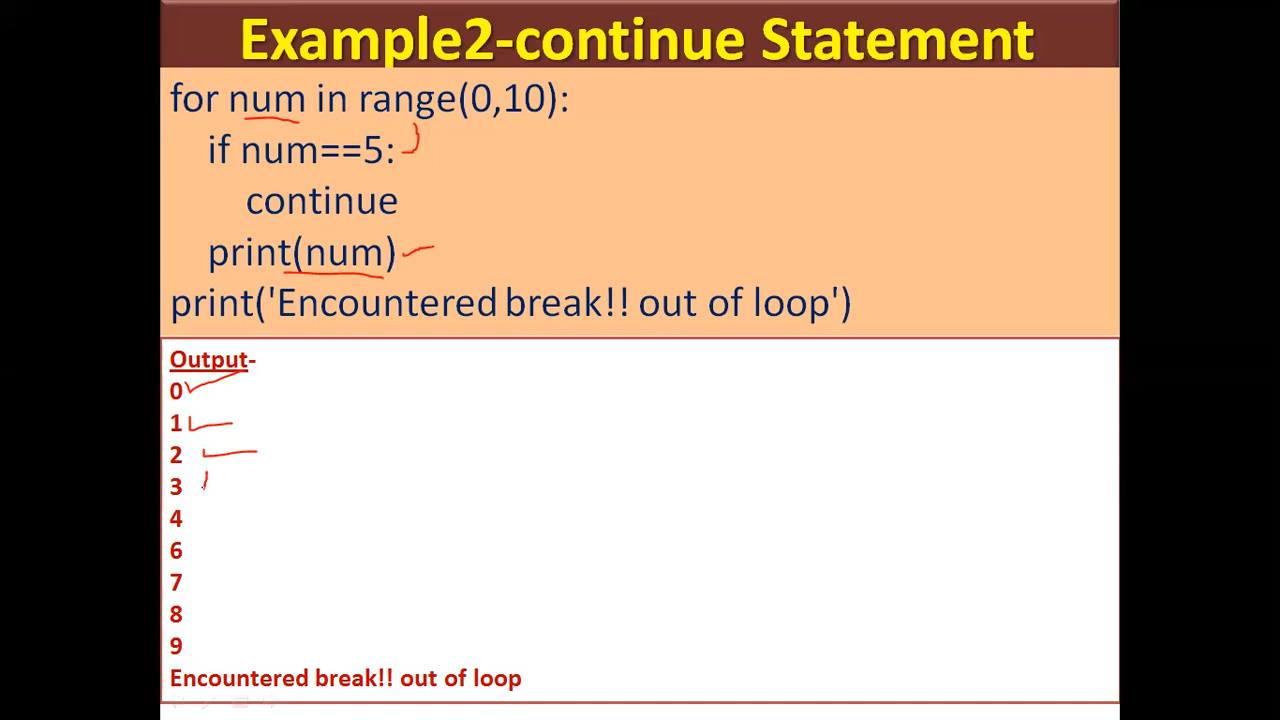 Example2-continue Statement
for num in range(0,10):
if num==5:
continue
print(num)
print('Encountered break!! out of loop')
Output-
0
1
2
3
4
6
7
8
9
Encountered break!! out of loop